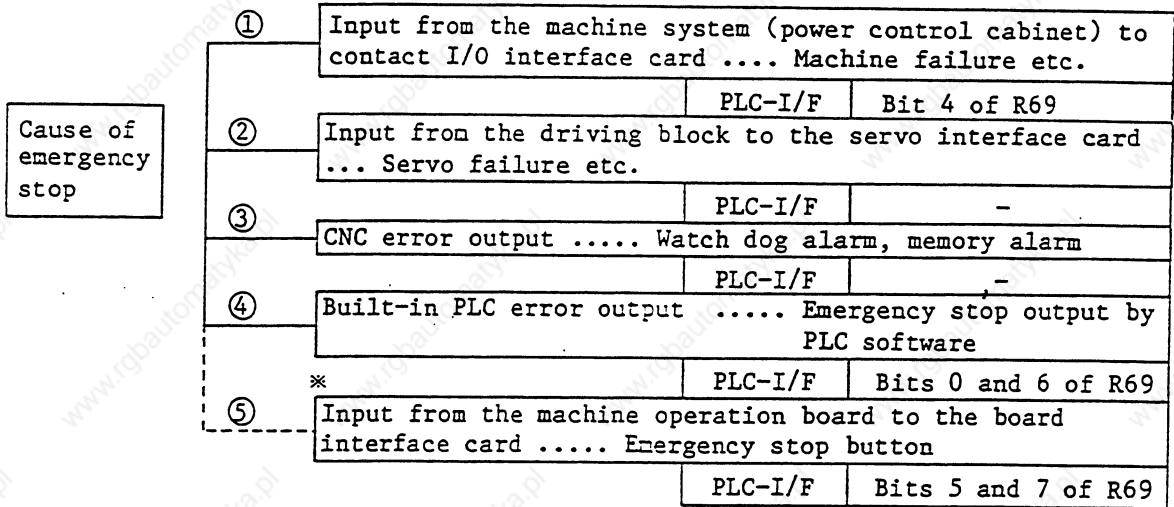 ①
Input from the machine system (power control cabinet) to
contact I/O interface card .... Machine failure etc.
PLC-I/F Bit 4 of R69
Cause of
emergency
stop
②
Input from the driving block to the servo interface card
... Servo failure etc.
PLC-I/F –
③
CNC error output ..... Watch dog alarm, memory alarm
PLC-I/F –
④
Built-in PLC error output ..... Emergency stop output by
PLC software
※
PLC-I/F Bits 0 and 6 of R69
⑤
Input from the machine operation board to the board
interface card ..... Emergency stop button
PLC-I/F Bits 5 and 7 of R69
www.rgbautomatyka.pl